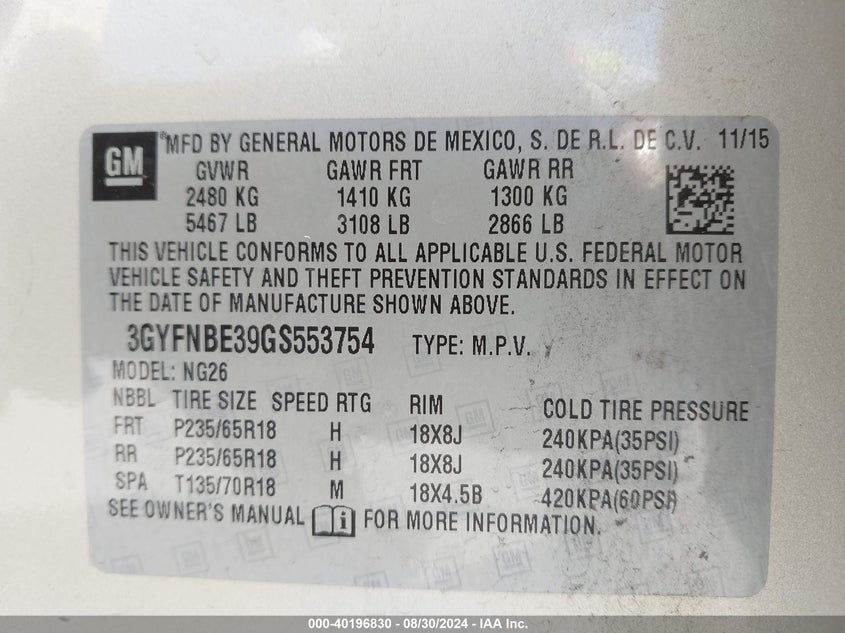 GM ®MFD BY GENERAL MOTORS DE MEXICO, S. DE R.L. DE C.V. 11/15
GVWR GAWR FRT GAWR RR
2480 KG 1410 KG 1300 KG
5467 LB 3108 LB 2866 LB
THIS VEHICLE CONFORMS TO ALL APPLICABLE U.S. FEDERAL MOTOR
VEHICLE SAFETY AND THEFT PREVENTION STANDARDS IN EFFECT ON
THE DATE OF MANUFACTURE SHOWN ABOVE.
3GYFNBE39GS553754 TYPE: M.P.V.
MODEL: NG26
NBBL TIRE SIZE SPEED RTG RIM COLD TIRE PRESSURE
FRT P235/65R18 H 18X8J 240KPA(35PSI)
RR P235/65R18 H 18X8J 240KPA(35PSI)
SPA T135/70R18 M 18X4.5B 420KPA(60PSI)
SEE OWNER'S MANUAL FOR MORE INFORMATION.
000-40196830 - 08/30/2024 - IAA Inc.